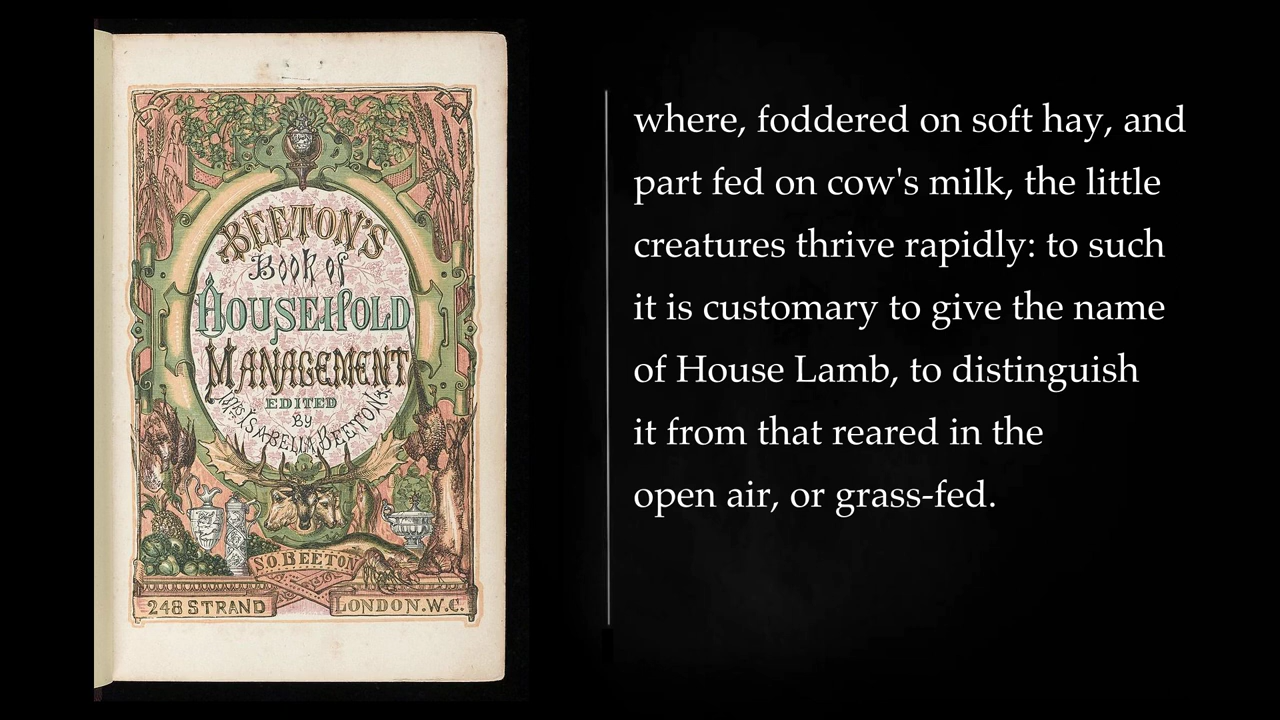 BEETON'S
Book of
HOUSEHOLD
MANAGEMENT
EDITED
BY
MRS ISABELLA BEETON
S.O. BEETON
248 STRAND
LONDON.W.C.
where, foddered on soft hay, and
part fed on cow's milk, the little
creatures thrive rapidly: to such
it is customary to give the name
of House Lamb, to distinguish
it from that reared in the
open air, or grass-fed.